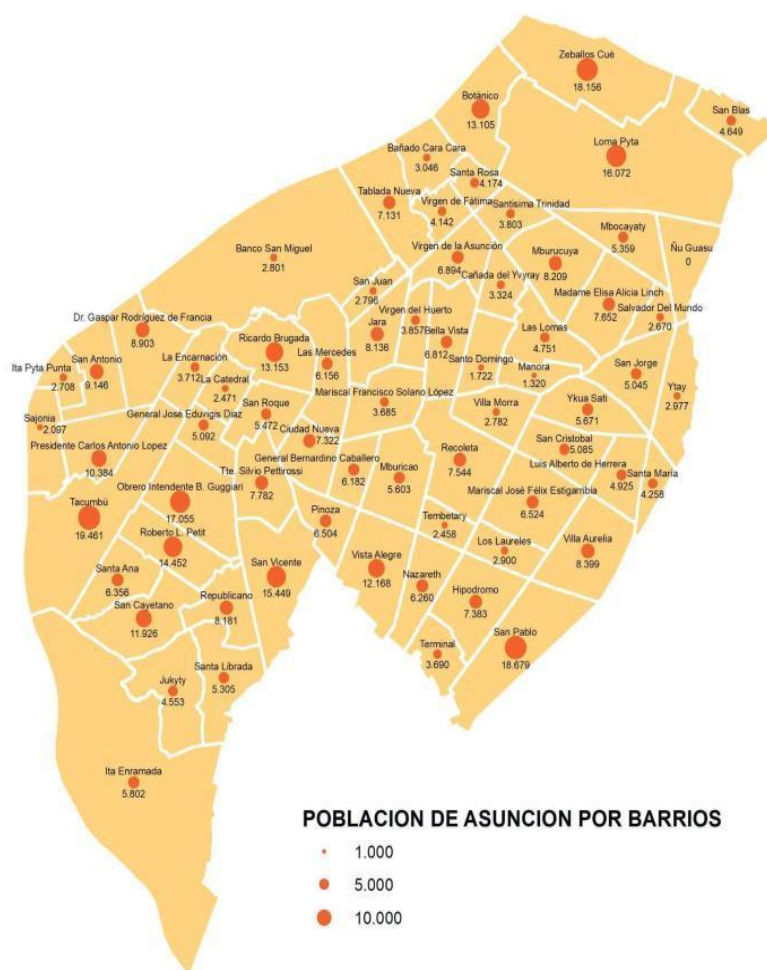 Zeballos Cué
18.156
Botánico
13.105
San Blas
4.649
Loma Pyta
16.072
Bañado Cara Cara
3.046
Santa Rosa
4.174
Tablada Nueva
7.131
Virgen de Fátima
4.142
Santisima Trinidad
3.803
Mbocayaty
5.359
Ñu Guasu
0
Banco San Miguel
2.801
Virgen de la Asunción
6.894
Mburucuya
8.209
Cañada del Yvyray
3.324
San Juan
2.796
Madame Elisa Alicia Linch
7.652
Salvador Del Mundo
2.670
Dr. Gaspar Rodríguez de Francia
8.903
Virgen del Huerto
3.857
Jara
8.136
Bella Vista
6.812
Las Lomas
4.751
Ricardo Brugada
13.153
Las Mercedes
6.156
La Encarnación
3.712
San Antonio
9.146
Ita Pyta Punta
2.708
Santo Domingo
1.722
Manora
1.320
San Jorge
5.045
Ytay
2.977
La Catedral
2.471
Mariscal Francisco Solano López
3.685
Villa Morra
2.782
Ykua Sati
5.671
Sajonia
2.097
General Jose Eduvigis Diaz
5.092
San Roque
5.472
Ciudad Nueva
7.322
San Cristobal
5.085
Presidente Carlos Antonio Lopez
10.384
General Bernardino Caballero
6.182
Recoleta
7.544
Luis Alberto de Herrera
4.925
Santa María
4.258
Tte. Silvio Pettirossi
7.782
Mburicao
5.603
Mariscal José Félix Estigarribia
6.524
Tacumbú
19.461
Obrero Intendente B. Guggiari
17.055
Pinoza
6.504
Tembetary
2.458
Roberto L. Petit
14.452
Los Laureles
2.900
Villa Aurelia
8.399
San Vicente
15.449
Vista Alegre
12.168
Santa Ana
6.356
Nazareth
6.260
Hipodromo
7.383
San Cayetano
11.926
Republicano
8.181
Terminal
3.690
San Pablo
18.679
Santa Librada
5.305
Jukyty
4.553
Ita Enramada
5.802
POBLACION DE ASUNCION POR BARRIOS
1.000
5.000
10.000